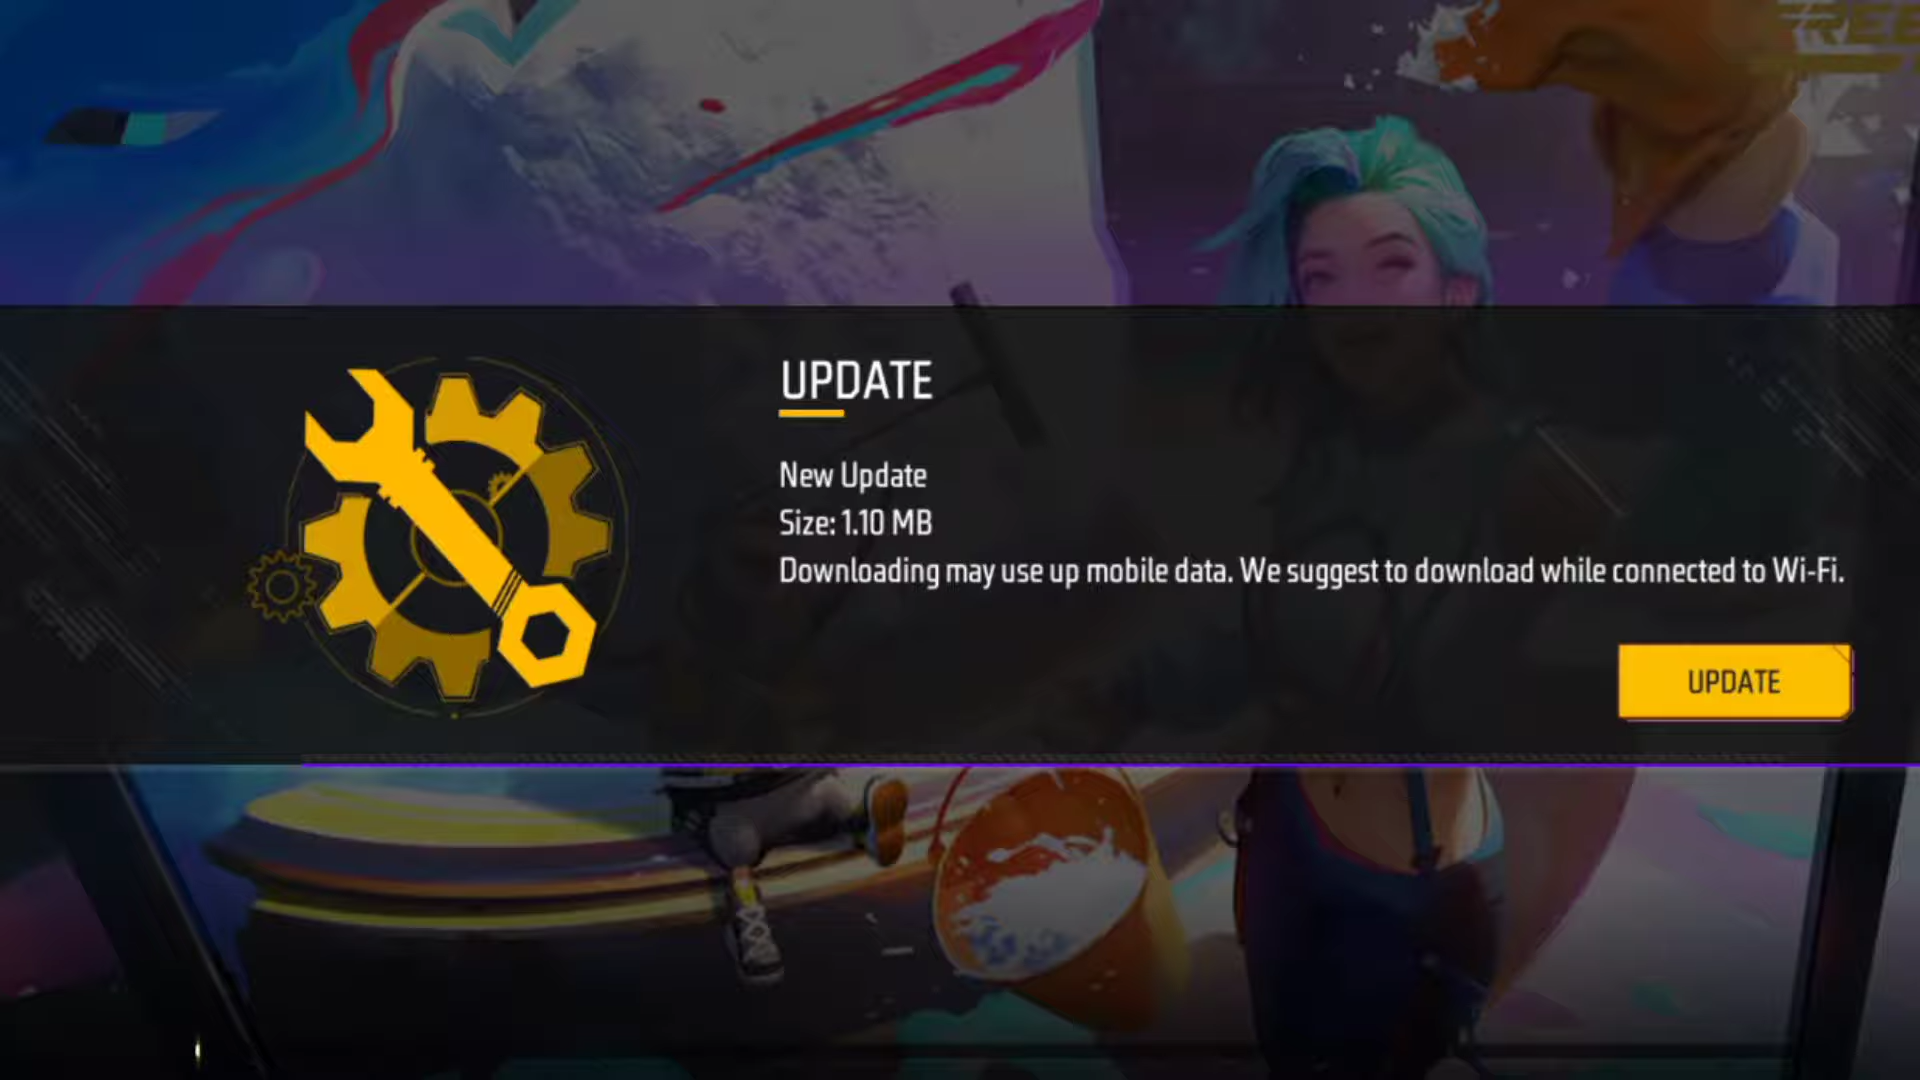 UPDATE
New Update
Size: 1.10 MB
Downloading may use up mobile data. We suggest to download while connected to Wi-Fi.
UPDATE